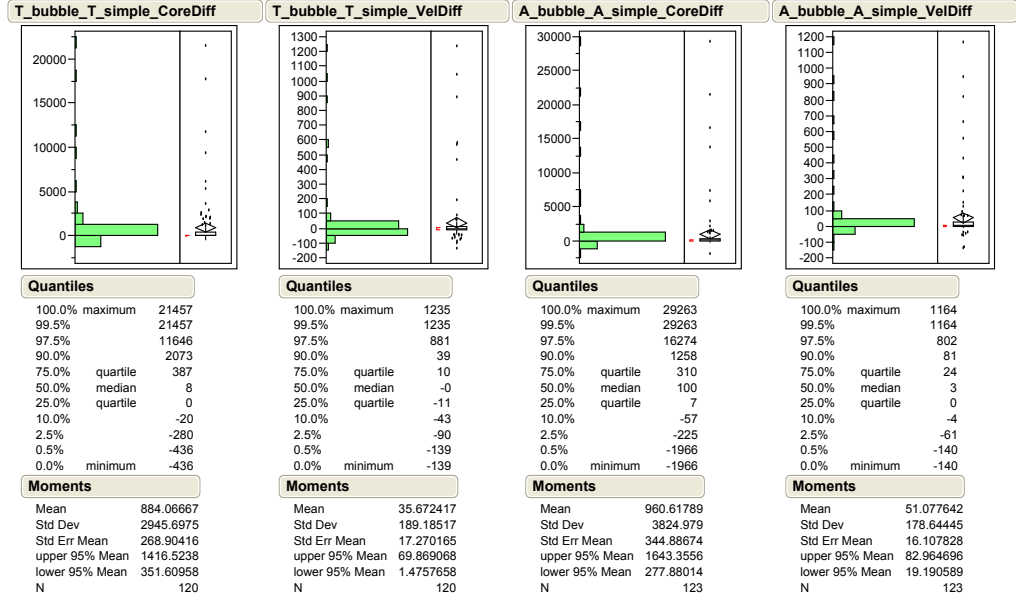 T_bubble_T_simple_CoreDiff
20000
15000
10000
5000
0
Quantiles
100.0% maximum 21457
99.5% 21457
97.5% 11646
90.0% 2073
75.0% quartile 387
50.0% median 8
25.0% quartile 0
10.0% -20
2.5% -280
0.5% -436
0.0% minimum -436
Moments
Mean 884.06667
Std Dev 2945.6975
Std Err Mean 268.90416
upper 95% Mean 1416.5238
lower 95% Mean 351.60958
N 120
T_bubble_T_simple_VelDiff
1300
1200
1100
1000
900
800
700
600
500
400
300
200
100
0
-100
-200
Quantiles
100.0% maximum 1235
99.5% 1235
97.5% 881
90.0% 39
75.0% quartile 10
50.0% median -0
25.0% quartile -11
10.0% -43
2.5% -90
0.5% -139
0.0% minimum -139
Moments
Mean 35.672417
Std Dev 189.18517
Std Err Mean 17.270165
upper 95% Mean 69.869068
lower 95% Mean 1.4757658
N 120
A_bubble_A_simple_CoreDiff
30000
25000
20000
15000
10000
5000
0
Quantiles
100.0% maximum 29263
99.5% 29263
97.5% 16274
90.0% 1258
75.0% quartile 310
50.0% median 100
25.0% quartile 7
10.0% -57
2.5% -225
0.5% -1966
0.0% minimum -1966
Moments
Mean 960.61789
Std Dev 3824.979
Std Err Mean 344.88674
upper 95% Mean 1643.3556
lower 95% Mean 277.88014
N 123
A_bubble_A_simple_VelDiff
1200
1100
1000
900
800
700
600
500
400
300
200
100
0
-100
-200
Quantiles
100.0% maximum 1164
99.5% 1164
97.5% 802
90.0% 81
75.0% quartile 24
50.0% median 3
25.0% quartile 0
10.0% -4
2.5% -61
0.5% -140
0.0% minimum -140
Moments
Mean 51.077642
Std Dev 178.64445
Std Err Mean 16.107828
upper 95% Mean 82.964696
lower 95% Mean 19.190589
N 123